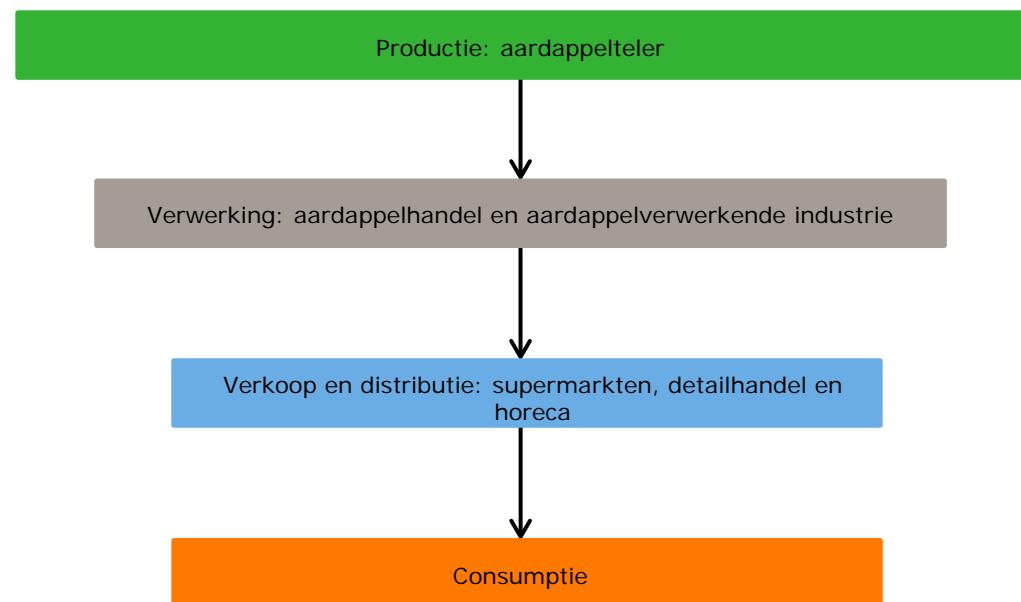 Productie: aardappelteler
Verwerking: aardappelhandel en aardappelverwerkende industrie
Verkoop en distributie: supermarkten, detailhandel en
horeca
Consumptie